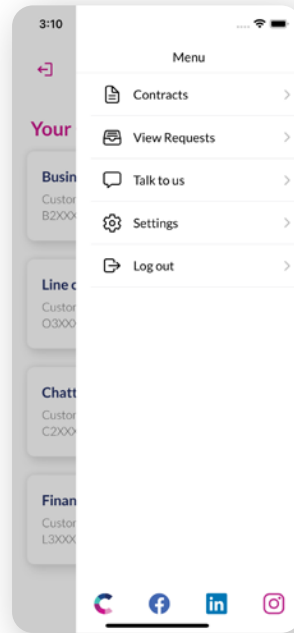 3:10
Menu
Your
Contracts
View Requests
Talk to us
Settings
Log out
Busin
Custor
B2XXX
Line c
Custor
O3XXX
Chatt
Custor
C2XXX
Finan
Custor
L3XXX
in